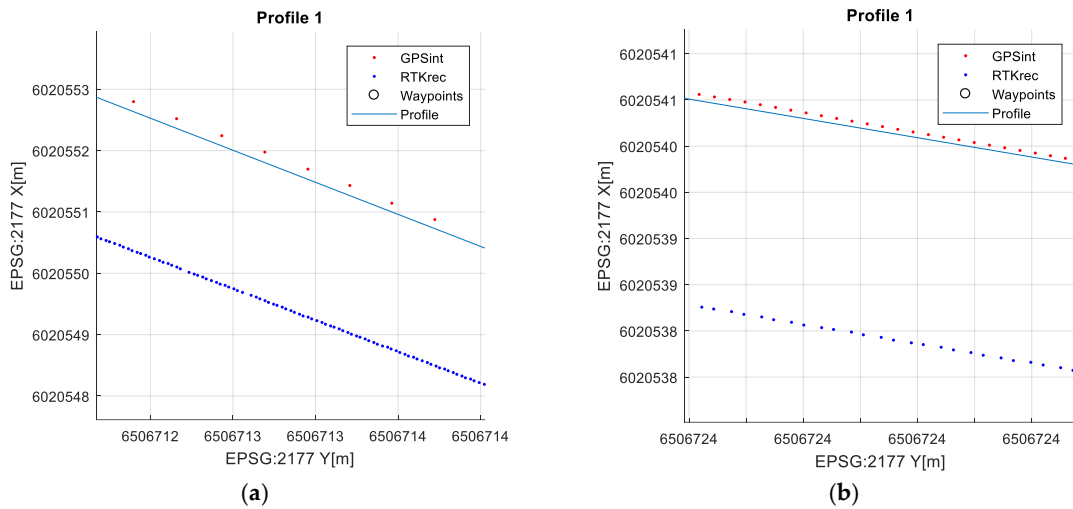 Profile 1
GPSint
RTKrec
Waypoints
Profile
6020553
6020552
6020551
6020550
6020549
6020548
EPSG:2177 X[m]
6506712 6506713 6506713 6506714 6506714
EPSG:2177 Y[m]
(a)
Profile 1
GPSint
RTKrec
Waypoints
Profile
6020541
6020541
6020540
6020540
6020539
6020539
6020538
6020538
EPSG:2177 X[m]
6506724 6506724 6506724 6506724
EPSG:2177 Y[m]
(b)